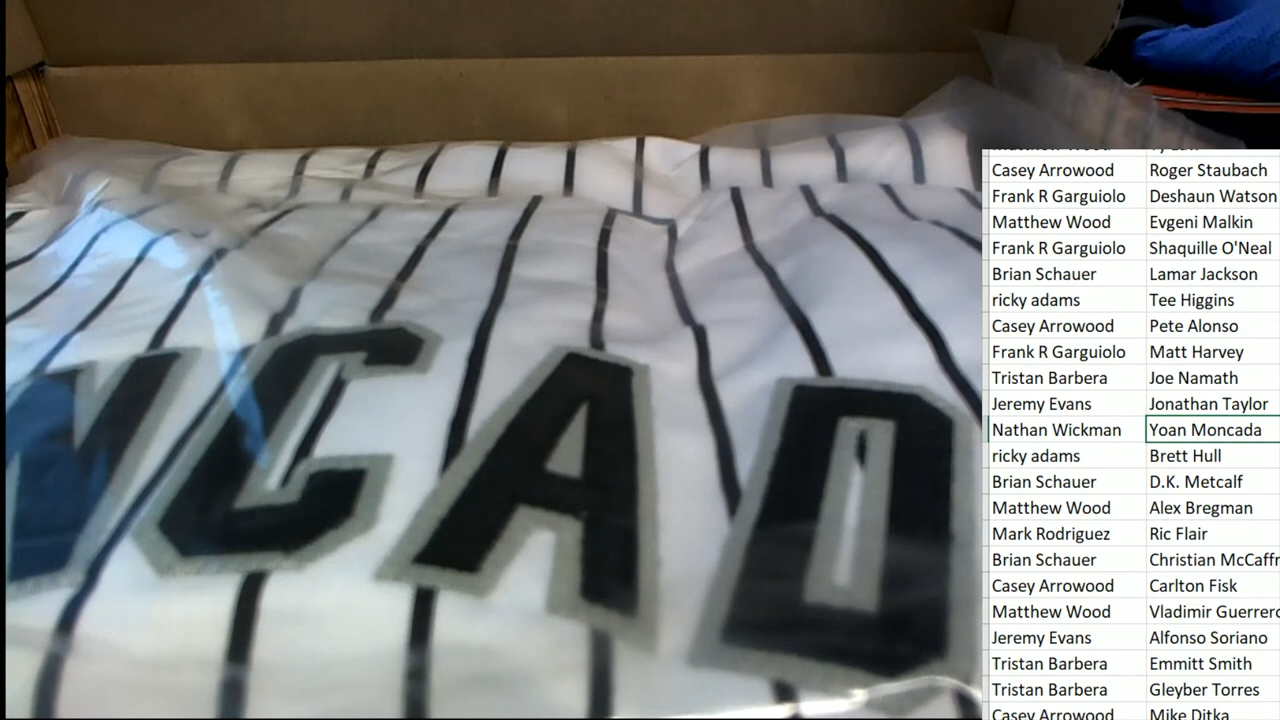 NCAD
Casey Arrowood Roger Staubach
Frank R Garguiolo Deshaun Watson
Matthew Wood Evgeni Malkin
Frank R Garguiolo Shaquille O'Neal
Brian Schauer Lamar Jackson
ricky adams Tee Higgins
Casey Arrowood Pete Alonso
Frank R Garguiolo Matt Harvey
Tristan Barbera Joe Namath
Jeremy Evans Jonathan Taylor
Nathan Wickman Yoan Moncada
ricky adams Brett Hull
Brian Schauer D.K. Metcalf
Matthew Wood Alex Bregman
Mark Rodriguez Ric Flair
Brian Schauer Christian McCaffr
Casey Arrowood Carlton Fisk
Matthew Wood Vladimir Guerrero
Jeremy Evans Alfonso Soriano
Tristan Barbera Emmitt Smith
Tristan Barbera Gleyber Torres
Casey Arrowood Mike Ditka